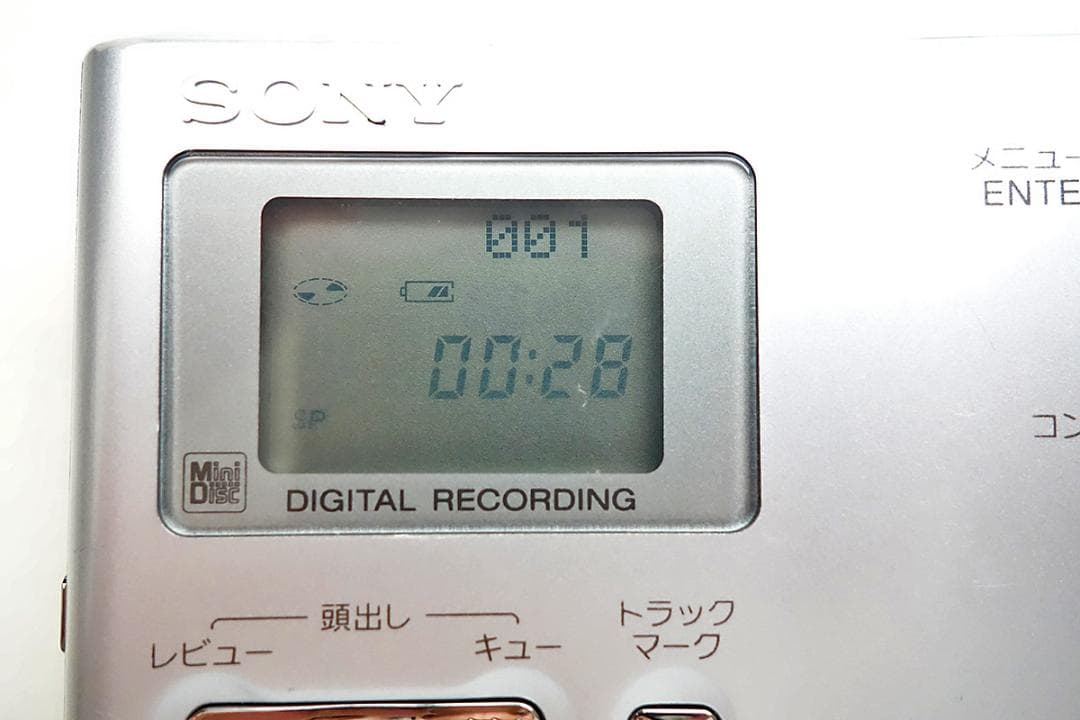 SONY
メニュー
ENTE
001
00:28
SP
コン
Mini
Disc
DIGITAL RECORDING
頭出し
レビュー
キュー
トラック
マーク